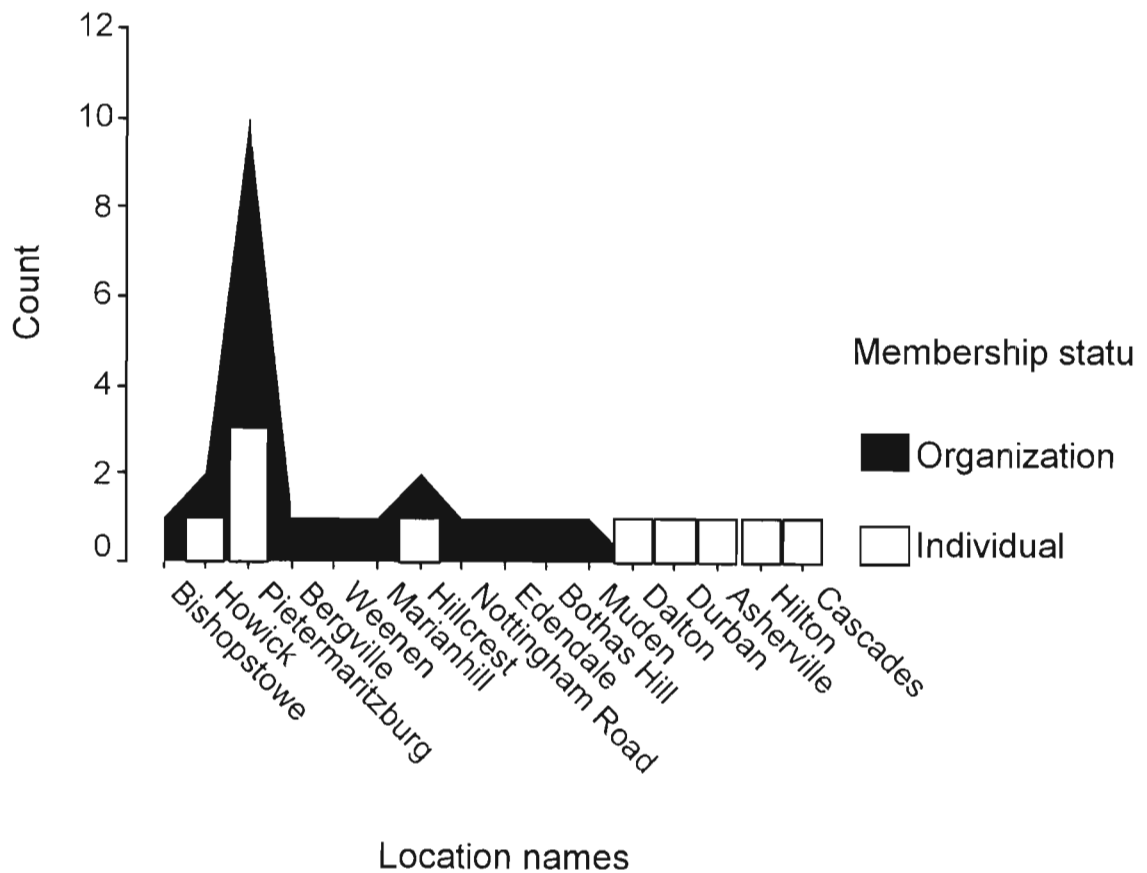 12
10
8
6
4
2
0
Count
Membership statu
Organization
Individual
Bishopstowe
Howick
Pietermaritzburg
Bergville
Weenen
Marianhill
Hillcrest
Nottingham Road
Edendale
Bothas Hill
Muden
Dalton
Durban
Asherville
Hilton
Cascades
Location names